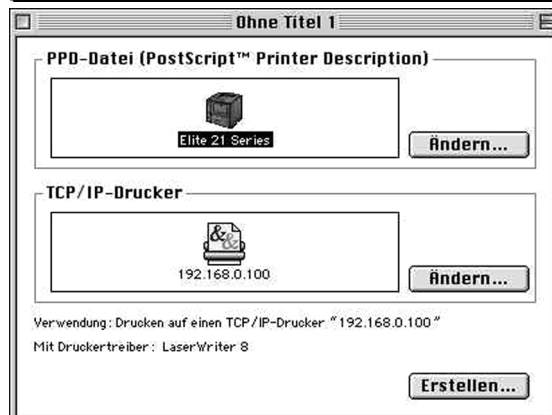 Ohne Titel 1
PPD-Datei (PostScript™ Printer Description)
Elite 21 Series
Ändern...
TCP/IP-Drucker
192.168.0.100
Ändern...
Verwendung: Drucken auf einen TCP/IP-Drucker "192.168.0.100"
Mit Druckertreiber: LaserWriter 8
Erstellen...